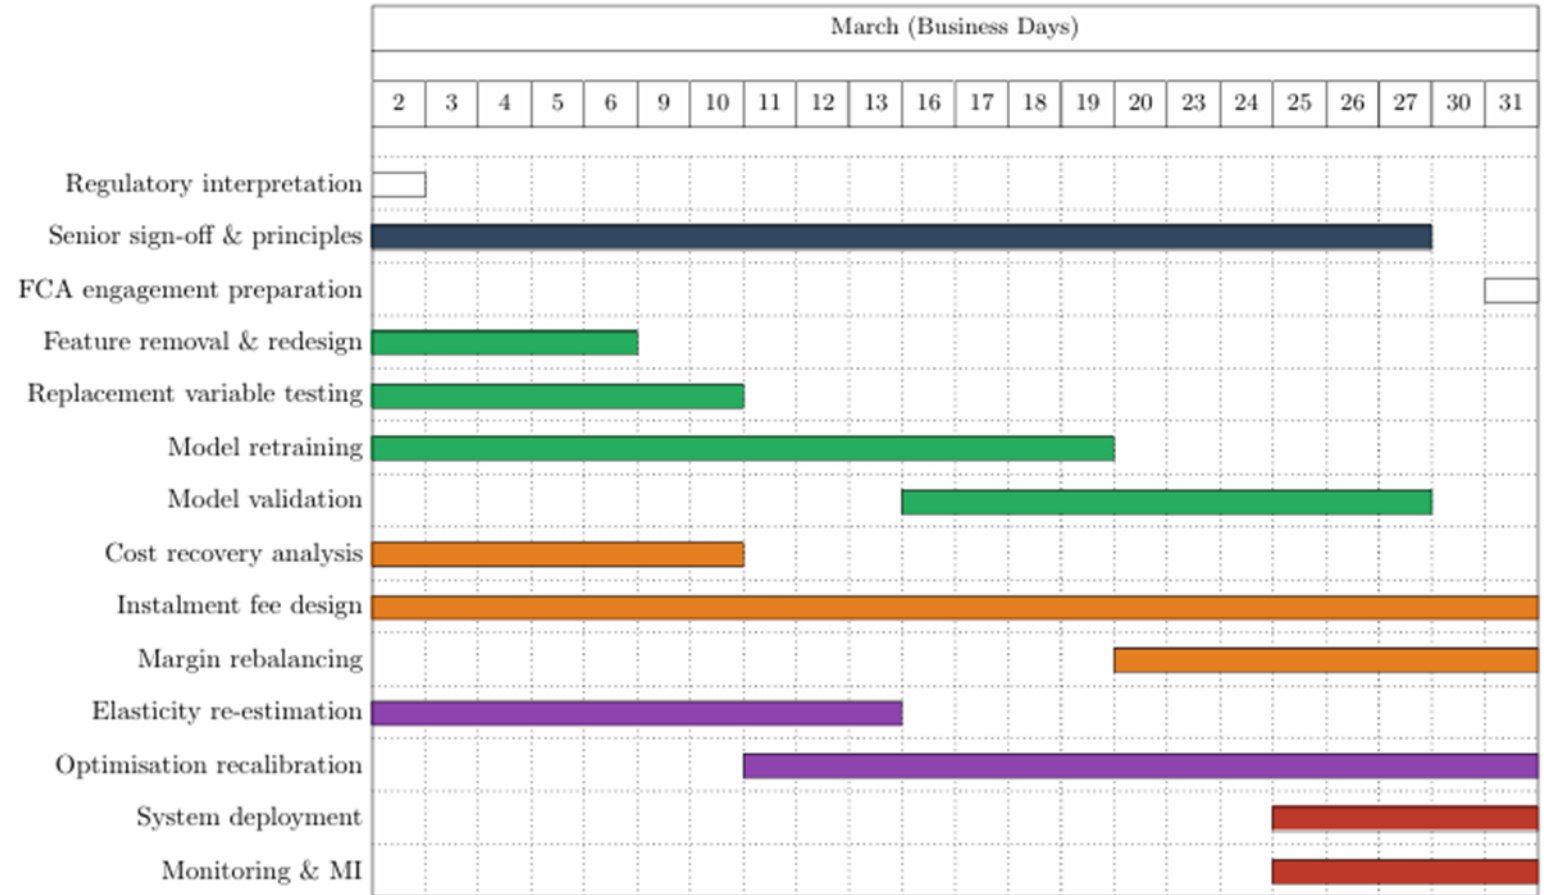 March (Business Days)
2 3 4 5 6 9 10 11 12 13 16 17 18 19 20 23 24 25 26 27 30 31
Regulatory interpretation
Senior sign-off & principles
FCA engagement preparation
Feature removal & redesign
Replacement variable testing
Model retraining
Model validation
Cost recovery analysis
Instalment fee design
Margin rebalancing
Elasticity re-estimation
Optimisation recalibration
System deployment
Monitoring & MI